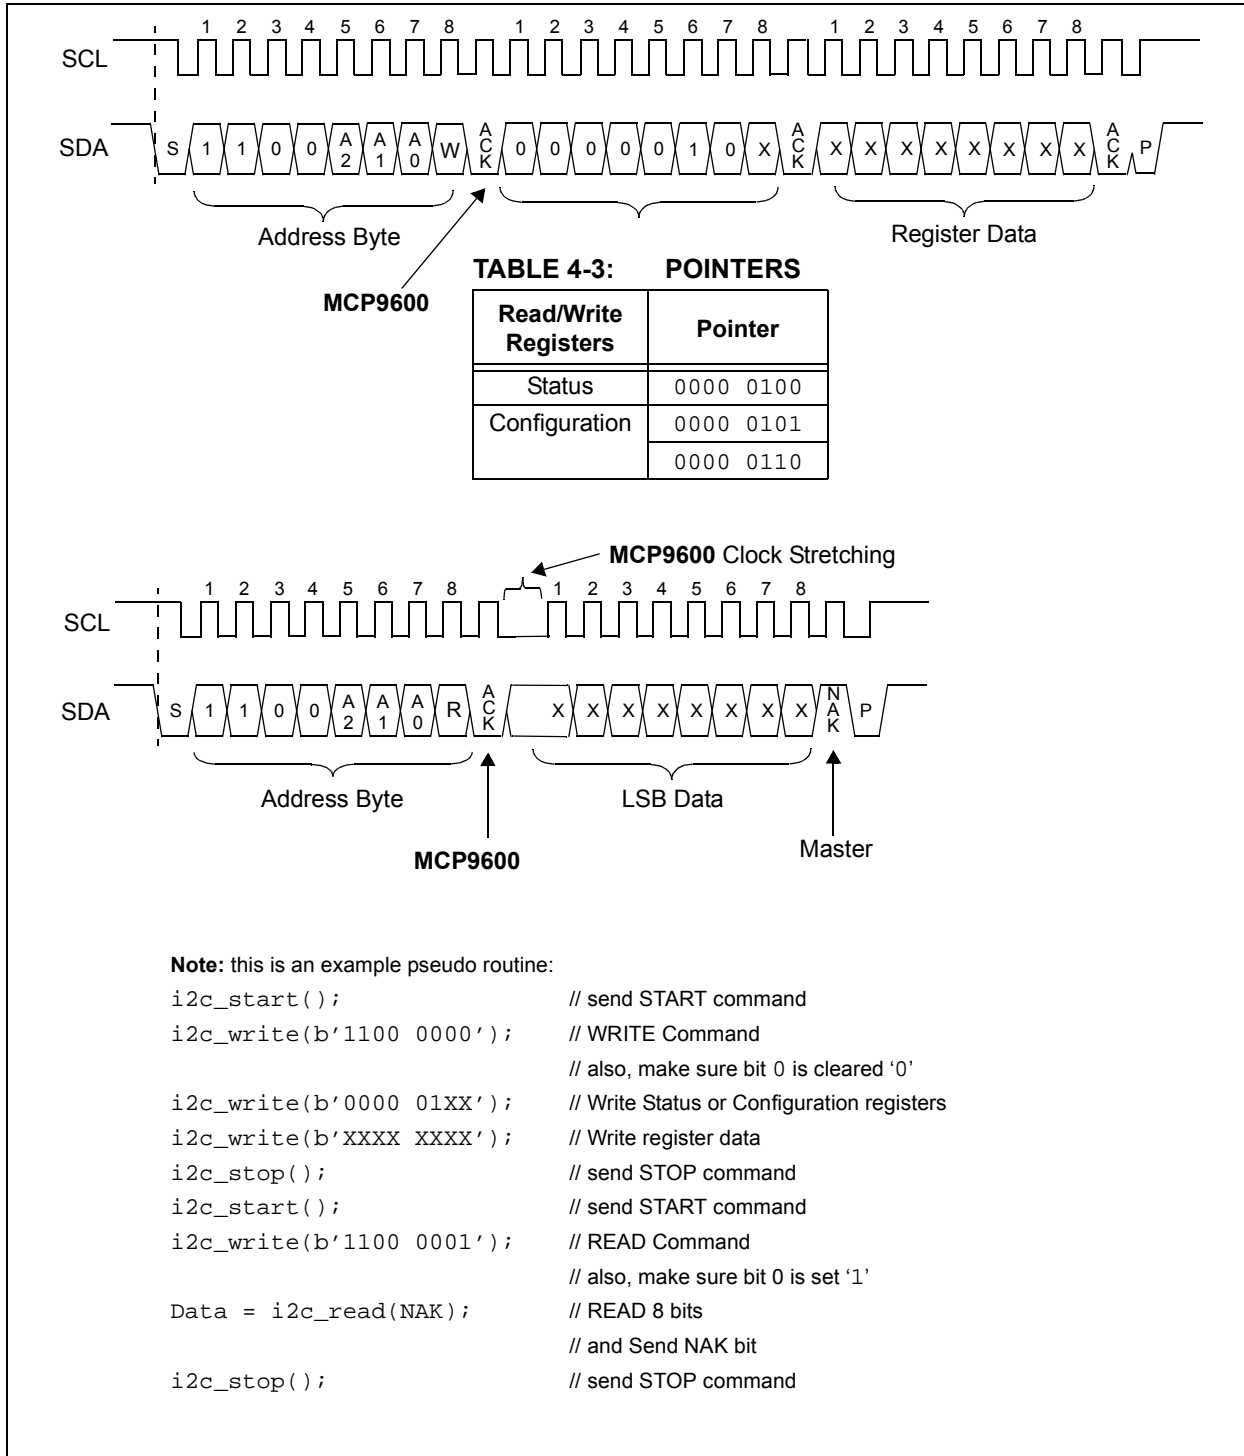 1 2 3 4 5 6 7 8 1 2 3 4 5 6 7 8 1 2 3 4 5 6 7 8
SCL
SDA S 1 1 0 0 A2 A1 A0 W ACK 0 0 0 0 0 1 0 X ACK X X X X X X X X ACK P
Address Byte
Register Data
MCP9600
TABLE 4-3: POINTERS
Read/Write Registers Pointer
Status 0000 0100
Configuration 0000 0101
0000 0110
MCP9600 Clock Stretching
1 2 3 4 5 6 7 8 1 2 3 4 5 6 7 8
SCL
SDA S 1 1 0 0 A2 A1 A0 R ACK X X X X X X X X NAK P
Address Byte LSB Data
MCP9600 Master
Note: this is an example pseudo routine:
i2c_start(); // send START command
i2c_write(b'1100 0000'); // WRITE Command
// also, make sure bit 0 is cleared ‘0’
i2c_write(b'0000 01XX'); // Write Status or Configuration registers
i2c_write(b'XXXX XXXX'); // Write register data
i2c_stop(); // send STOP command
i2c_start(); // send START command
i2c_write(b'1100 0001'); // READ Command
// also, make sure bit 0 is set ‘1’
Data = i2c_read(NAK); // READ 8 bits
// and Send NAK bit
i2c_stop(); // send STOP command